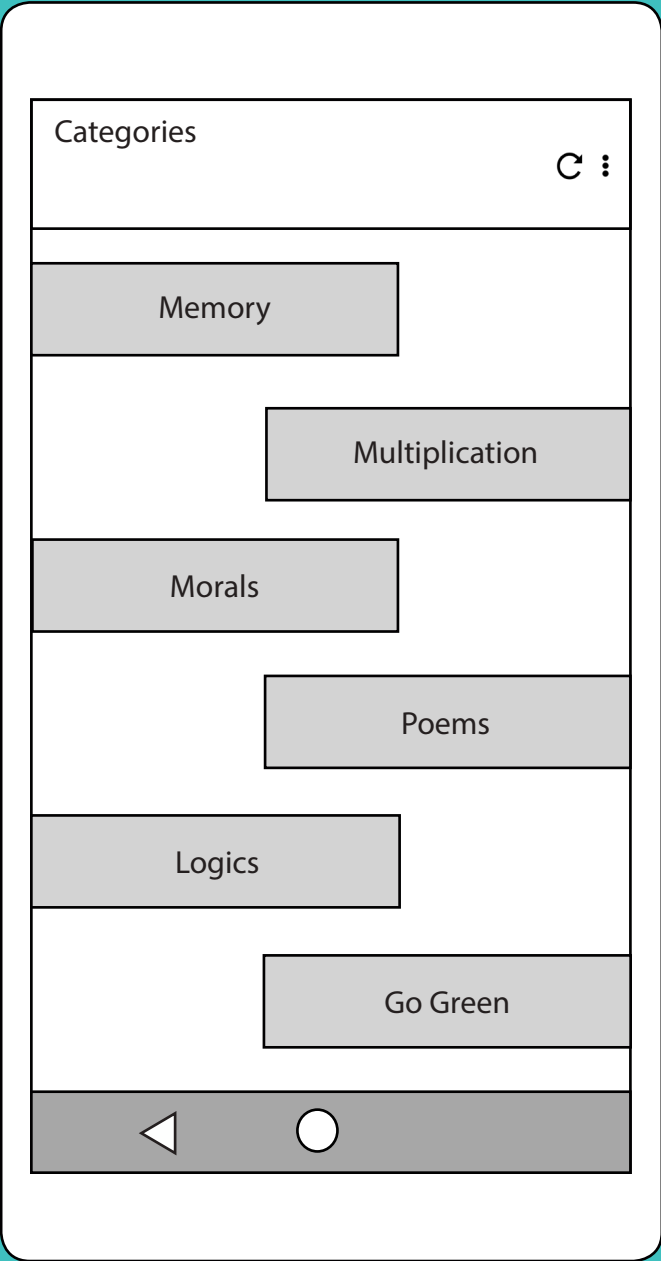 Categories
Memory
Multiplication
Morals
Poems
Logics
Go Green